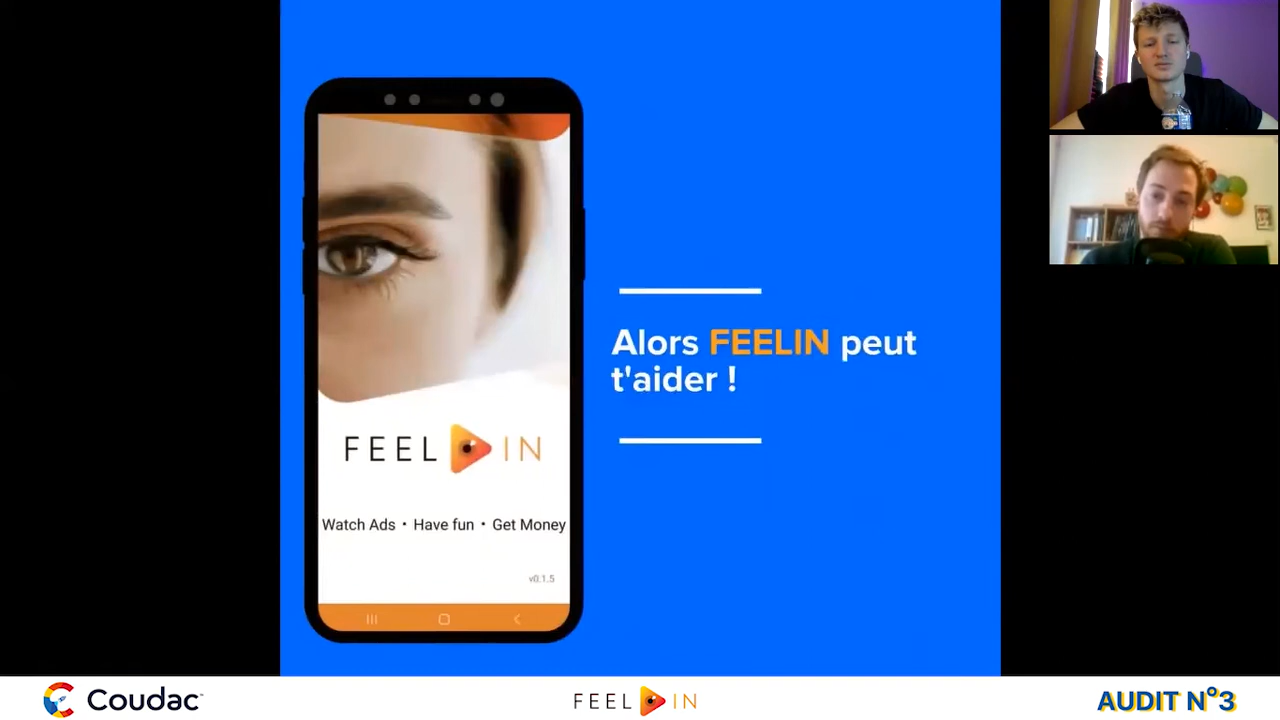 FEEL IN
Watch Ads • Have fun • Get Money
v0.1.5
Alors FEELIN peut
t'aider !
Coudac™
FEEL IN
AUDIT N°3